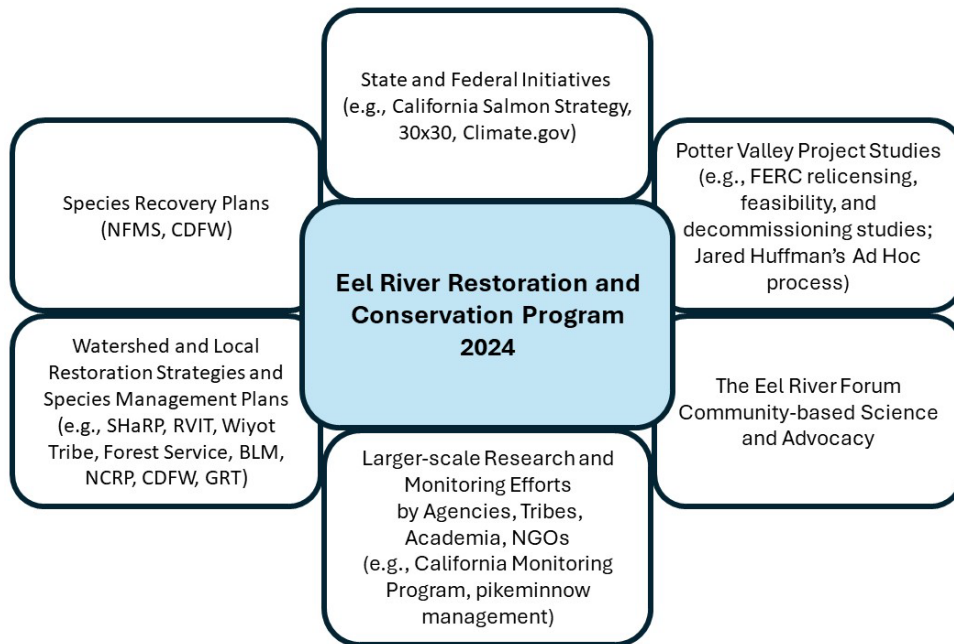 State and Federal Initiatives
(e.g., California Salmon Strategy,
30x30, Climate.gov)
Species Recovery Plans
(NFMS, CDFW)
Potter Valley Project Studies
(e.g., FERC relicensing,
feasibility, and
decommissioning studies;
Jared Huffman's Ad Hoc
process)
Eel River Restoration and
Conservation Program
2024
Watershed and Local
Restoration Strategies and
Species Management Plans
(e.g., SHaRP, RVIT, Wiyot
Tribe, Forest Service, BLM,
NCRP, CDFW, GRT)
The Eel River Forum
Community-based Science
and Advocacy
Larger-scale Research and
Monitoring Efforts
by Agencies, Tribes,
Academia, NGOs
(e.g., California Monitoring
Program, pikeminnow
management)